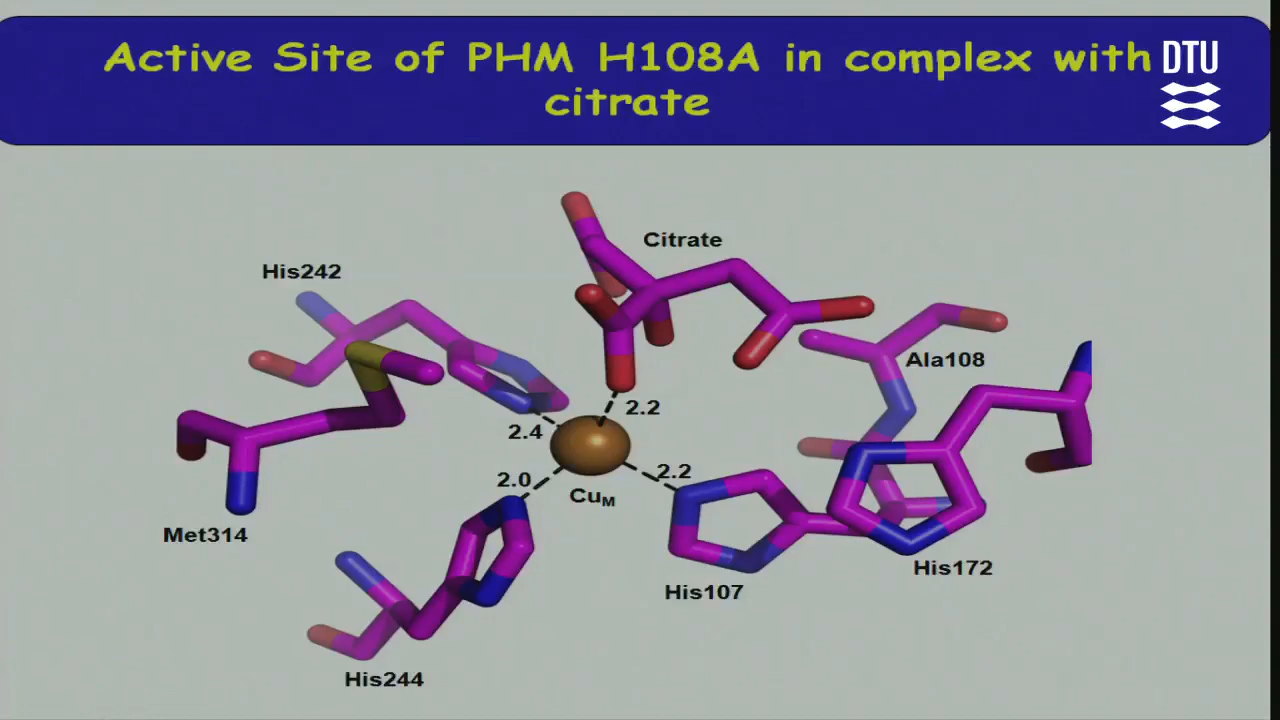 Active Site of PHM H108A in complex with
citrate
DTU
Citrate
His242
Ala108
2.2
2.4
2.2
2.0
CuM
Met314
His172
His107
His244